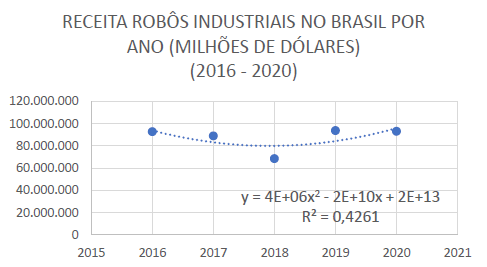 RECEITA ROBÔS INDUSTRIAIS NO BRASIL POR
ANO (MILHÕES DE DÓLARES)
(2016 - 2020)
120.000.000
100.000.000
80.000.000
60.000.000
40.000.000
20.000.000
0
y = 4E+06x² - 2E+10x + 2E+13
R² = 0,4261
2015 2016 2017 2018 2019 2020 2021